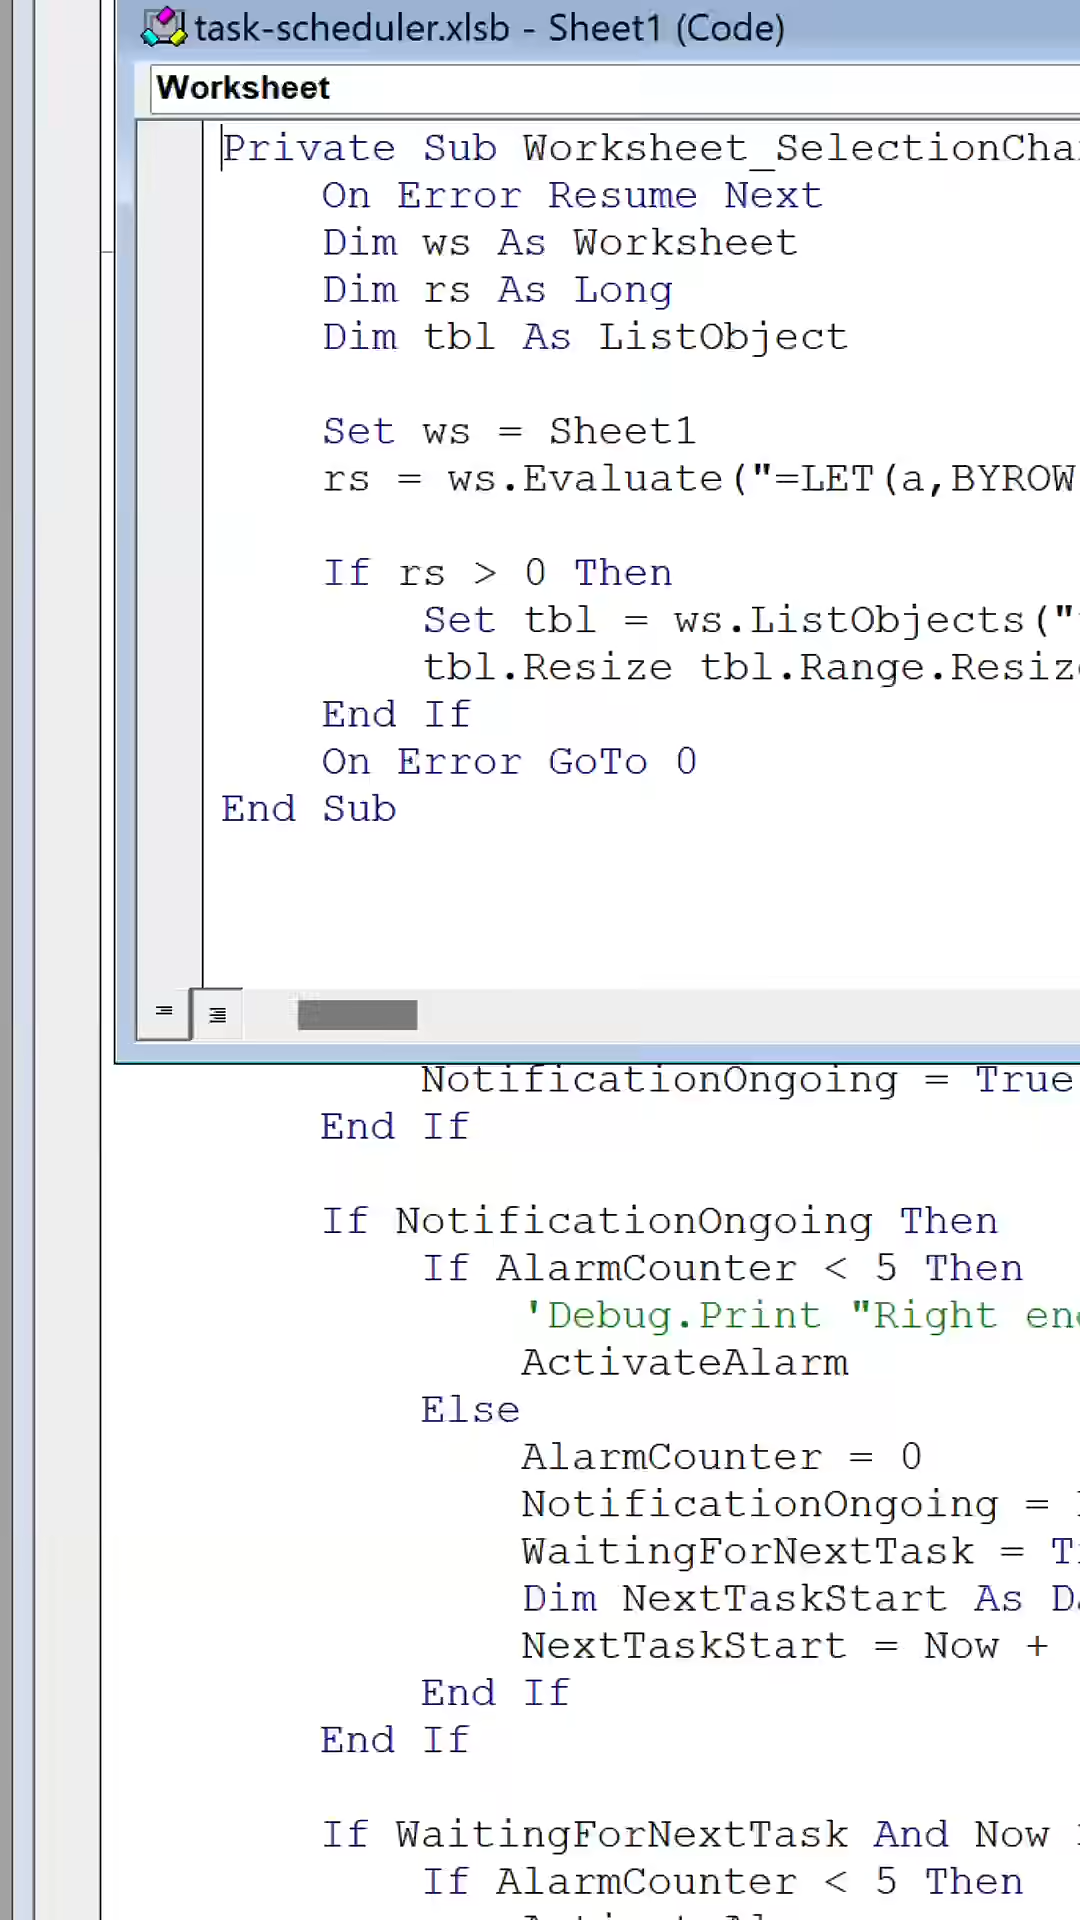 task-scheduler.xlsb - Sheet1 (Code)
Worksheet
Private Sub Worksheet_SelectionCha
On Error Resume Next
Dim ws As Worksheet
Dim rs As Long
Dim tbl As ListObject
Set ws = Sheet1
rs = ws.Evaluate("=LET(a,BYROW
If rs > 0 Then
Set tbl = ws.ListObjects("
tbl.Resize tbl.Range.Resize
End If
On Error GoTo 0
End Sub
NotificationOngoing = True
End If
If NotificationOngoing Then
If AlarmCounter < 5 Then
'Debug.Print "Right en
ActivateAlarm
Else
AlarmCounter = 0
NotificationOngoing =
WaitingForNextTask =
Dim NextTaskStart As
NextTaskStart = Now +
End If
End If
If WaitingForNextTask And Now
If AlarmCounter < 5 Then